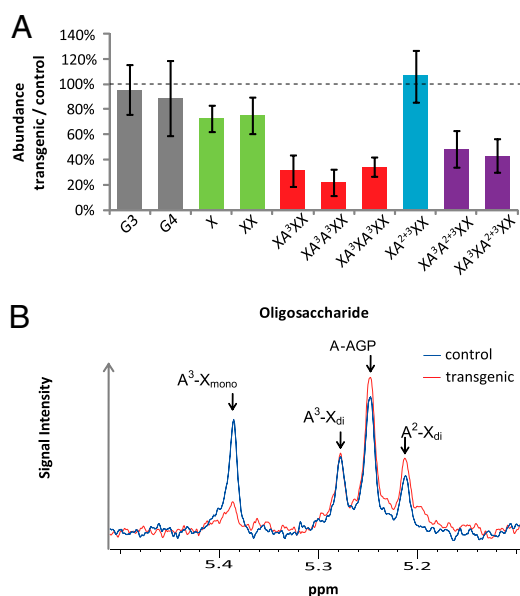 A
Abundance
transgenic / control
140%
120%
100%
80%
60%
40%
20%
0%
G3
G4
X
XX
XA³XX
XA³A³XX
XA³XA³XX
XA²⁺³XX
XA³A²⁺³XX
XA³XA²⁺³XX
Oligosaccharide
B
Signal Intensity
A³-Xmono
A³-Xdi
A-AGP
A²-Xdi
control
transgenic
5.4
5.3
5.2
ppm